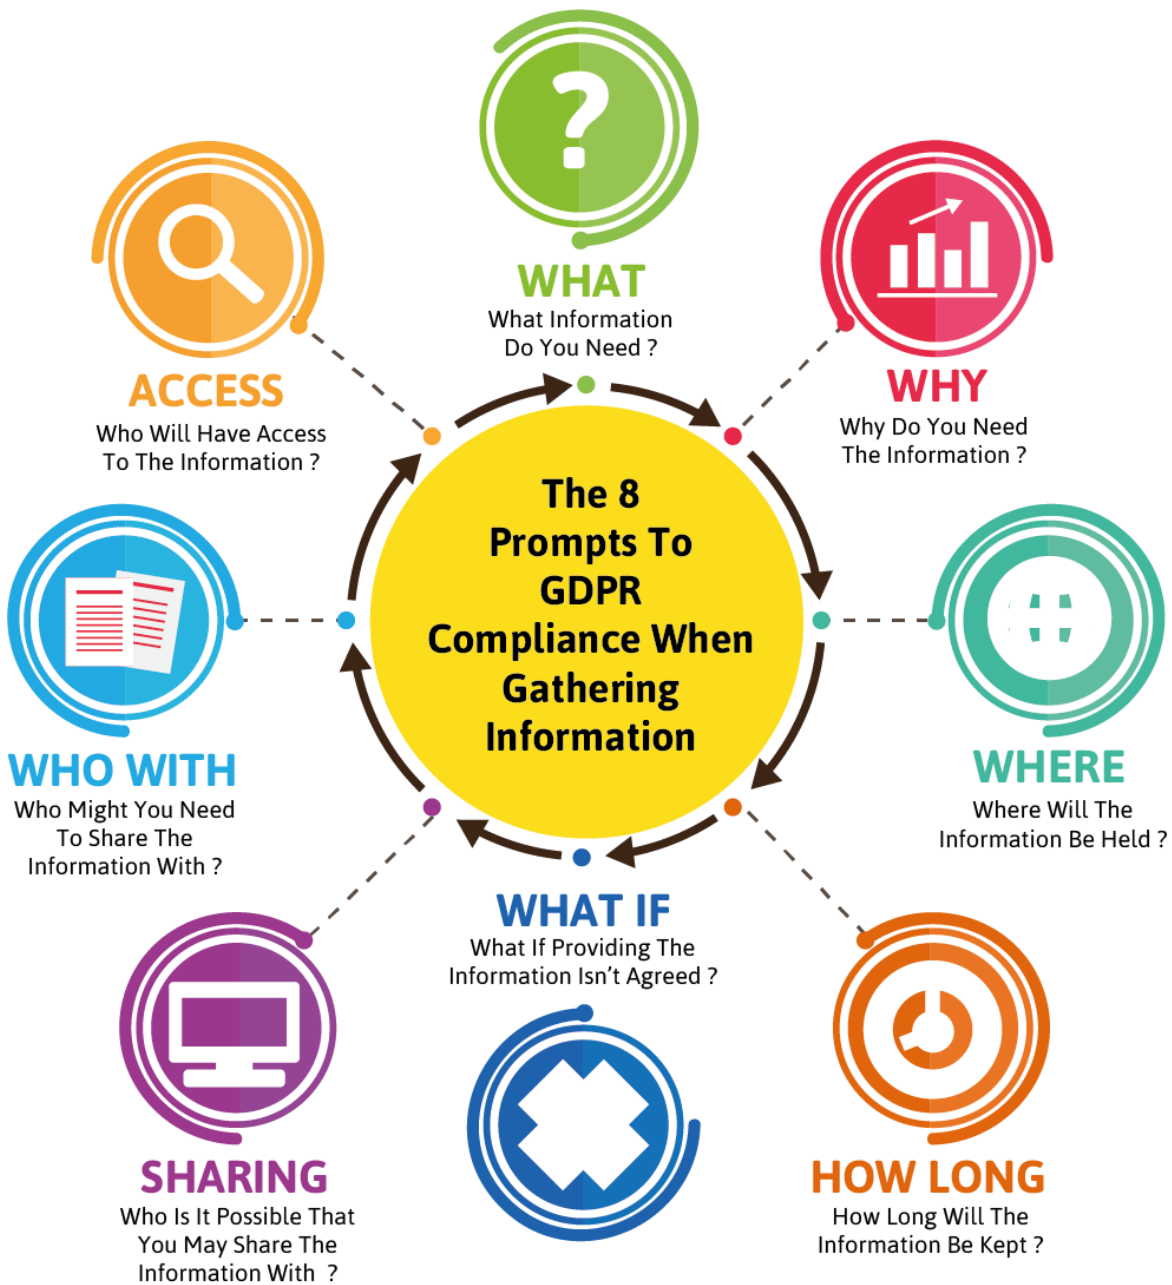 The 8
Prompts To
GDPR
Compliance When
Gathering
Information
WHAT
What Information
Do You Need ?
WHY
Why Do You Need
The Information ?
WHERE
Where Will The
Information Be Held ?
HOW LONG
How Long Will The
Information Be Kept ?
WHAT IF
What If Providing The
Information Isn’t Agreed ?
SHARING
Who Is It Possible That
You May Share The
Information With ?
WHO WITH
Who Might You Need
To Share The
Information With ?
ACCESS
Who Will Have Access
To The Information ?